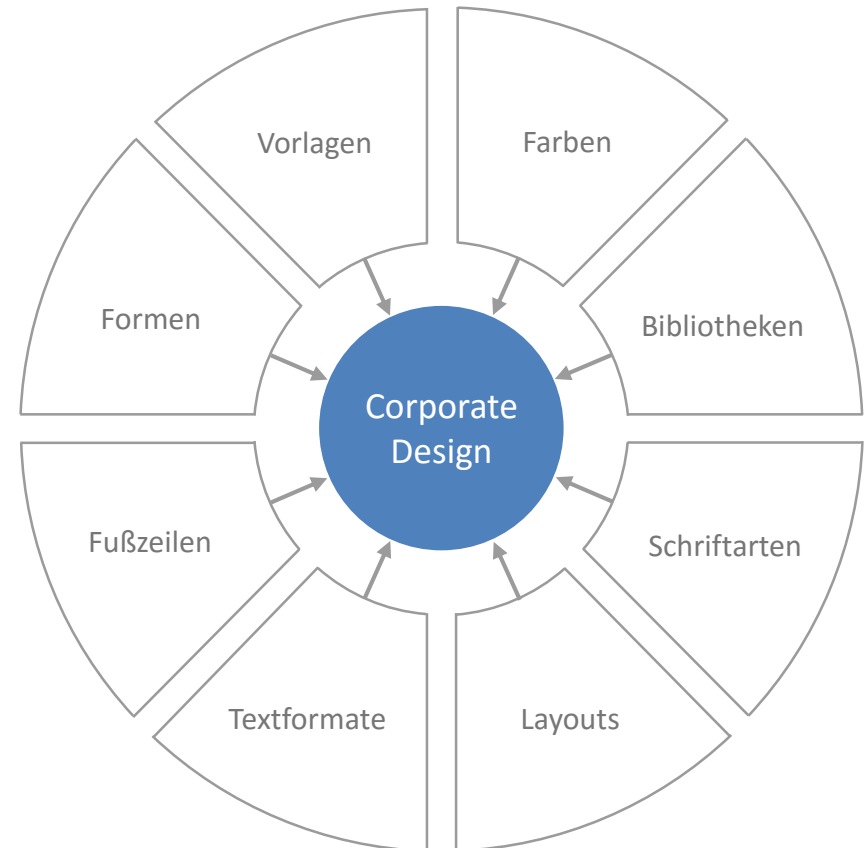 Vorlagen
Farben
Formen
Bibliotheken
Corporate
Design
Fußzeilen
Schriftarten
Textformate
Layouts